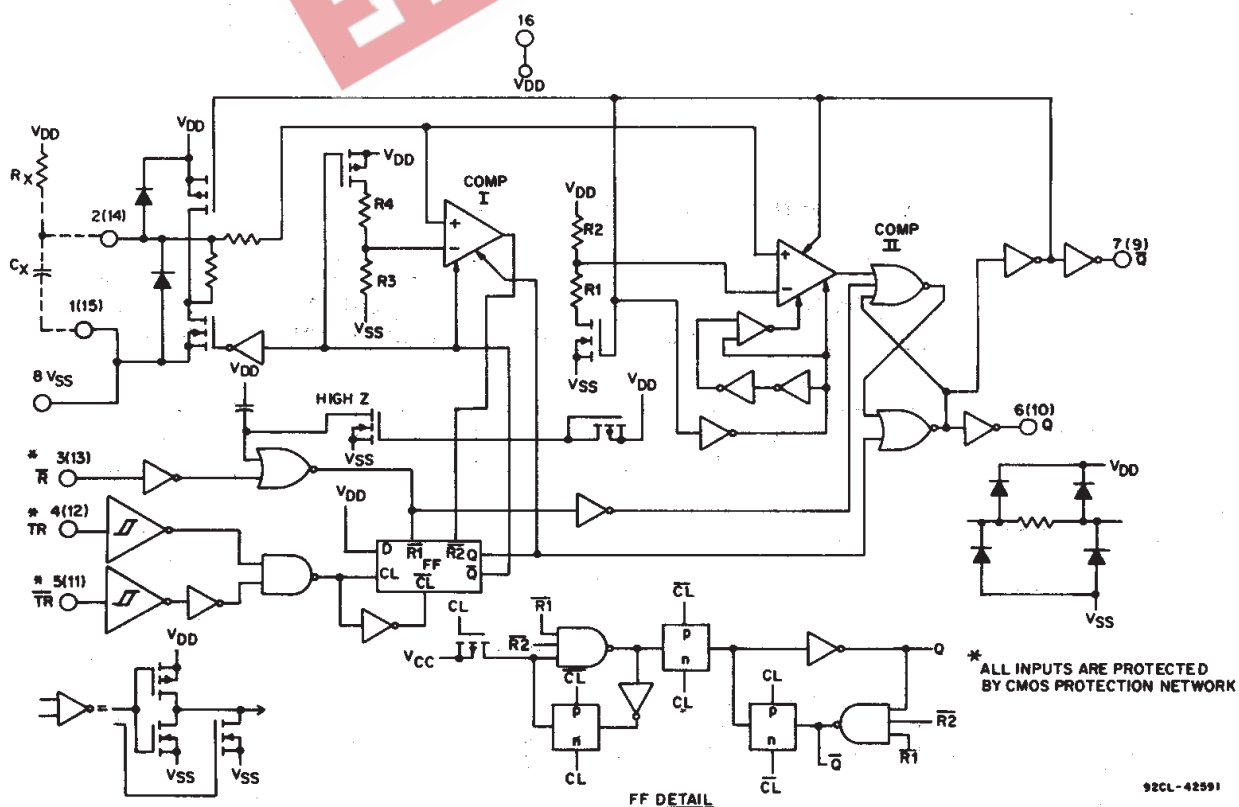 16
VDD
VDD
RX
CX
2(14)
1(15)
8 VSS
VDD
VDD
R4
R3
VSS
COMP
I
VDD
R2
R1
VSS
COMP
II
7(9)
Q̅
6(10)
Q
VDD
HIGH Z
VSS
VDD
* R̅ 3(13)
* TR 4(12)
* T̅R̅ 5(11)
VDD
D R̅1̅ R̅2̅ Q
FF
CL C̅L̅ Q̅
VDD
VSS
VDD
=
VSS
VSS
CL
VCC
R̅1̅
R̅2̅
C̅L̅
p
n
CL
C̅L̅
p
n
CL
CL
p
n
C̅L̅
Q
Q̅
R̅2̅
R̅1̅
FF DETAIL
* ALL INPUTS ARE PROTECTED
BY CMOS PROTECTION NETWORK
92CL-42591